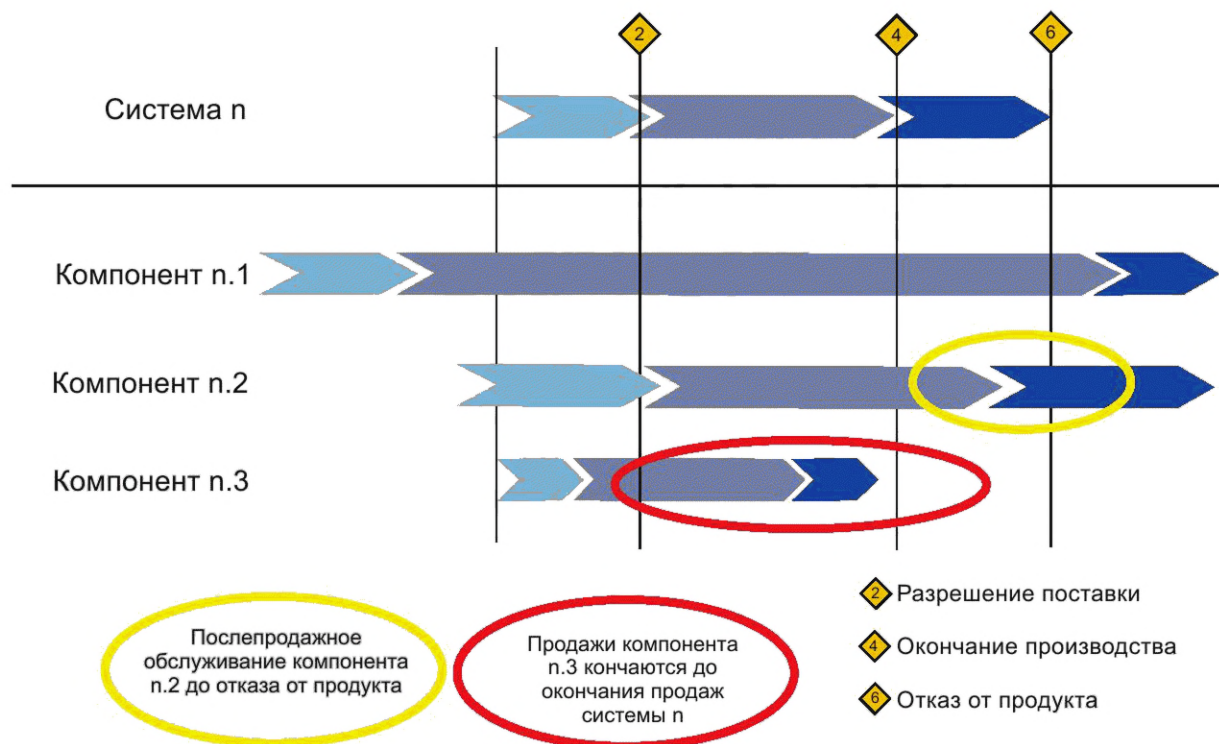 2
4
6
Система n
Компонент n.1
Компонент n.2
Компонент n.3
Послепродажное
обслуживание компонента
n.2 до отказа от продукта
Продажи компонента
n.3 кончаются до
окончания продаж
системы n
2 Разрешение поставки
4 Окончание производства
6 Отказ от продукта